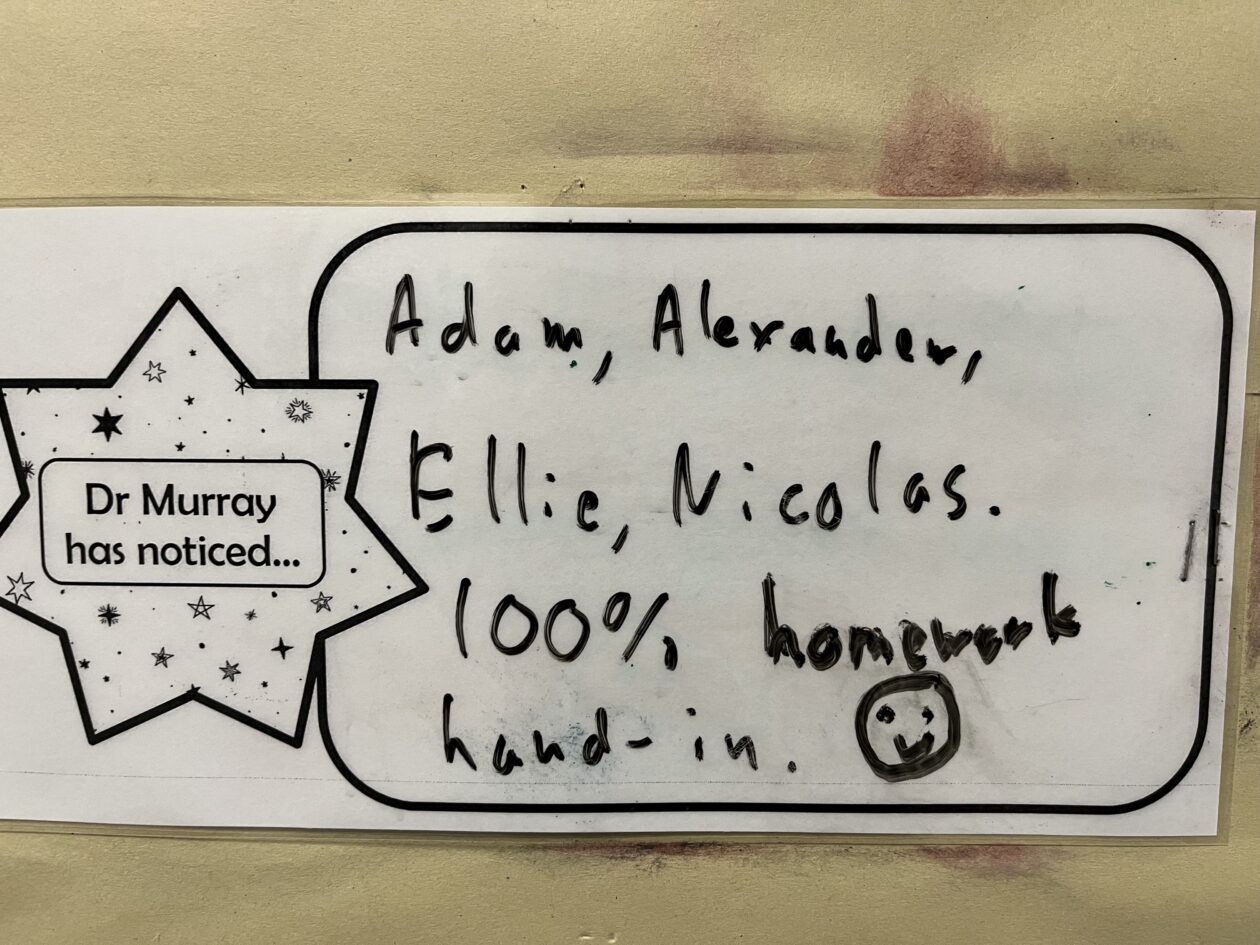 Dr Murray
has noticed...
Adam, Alexander,
Ellie, Nicolas.
100% homework
hand-in.